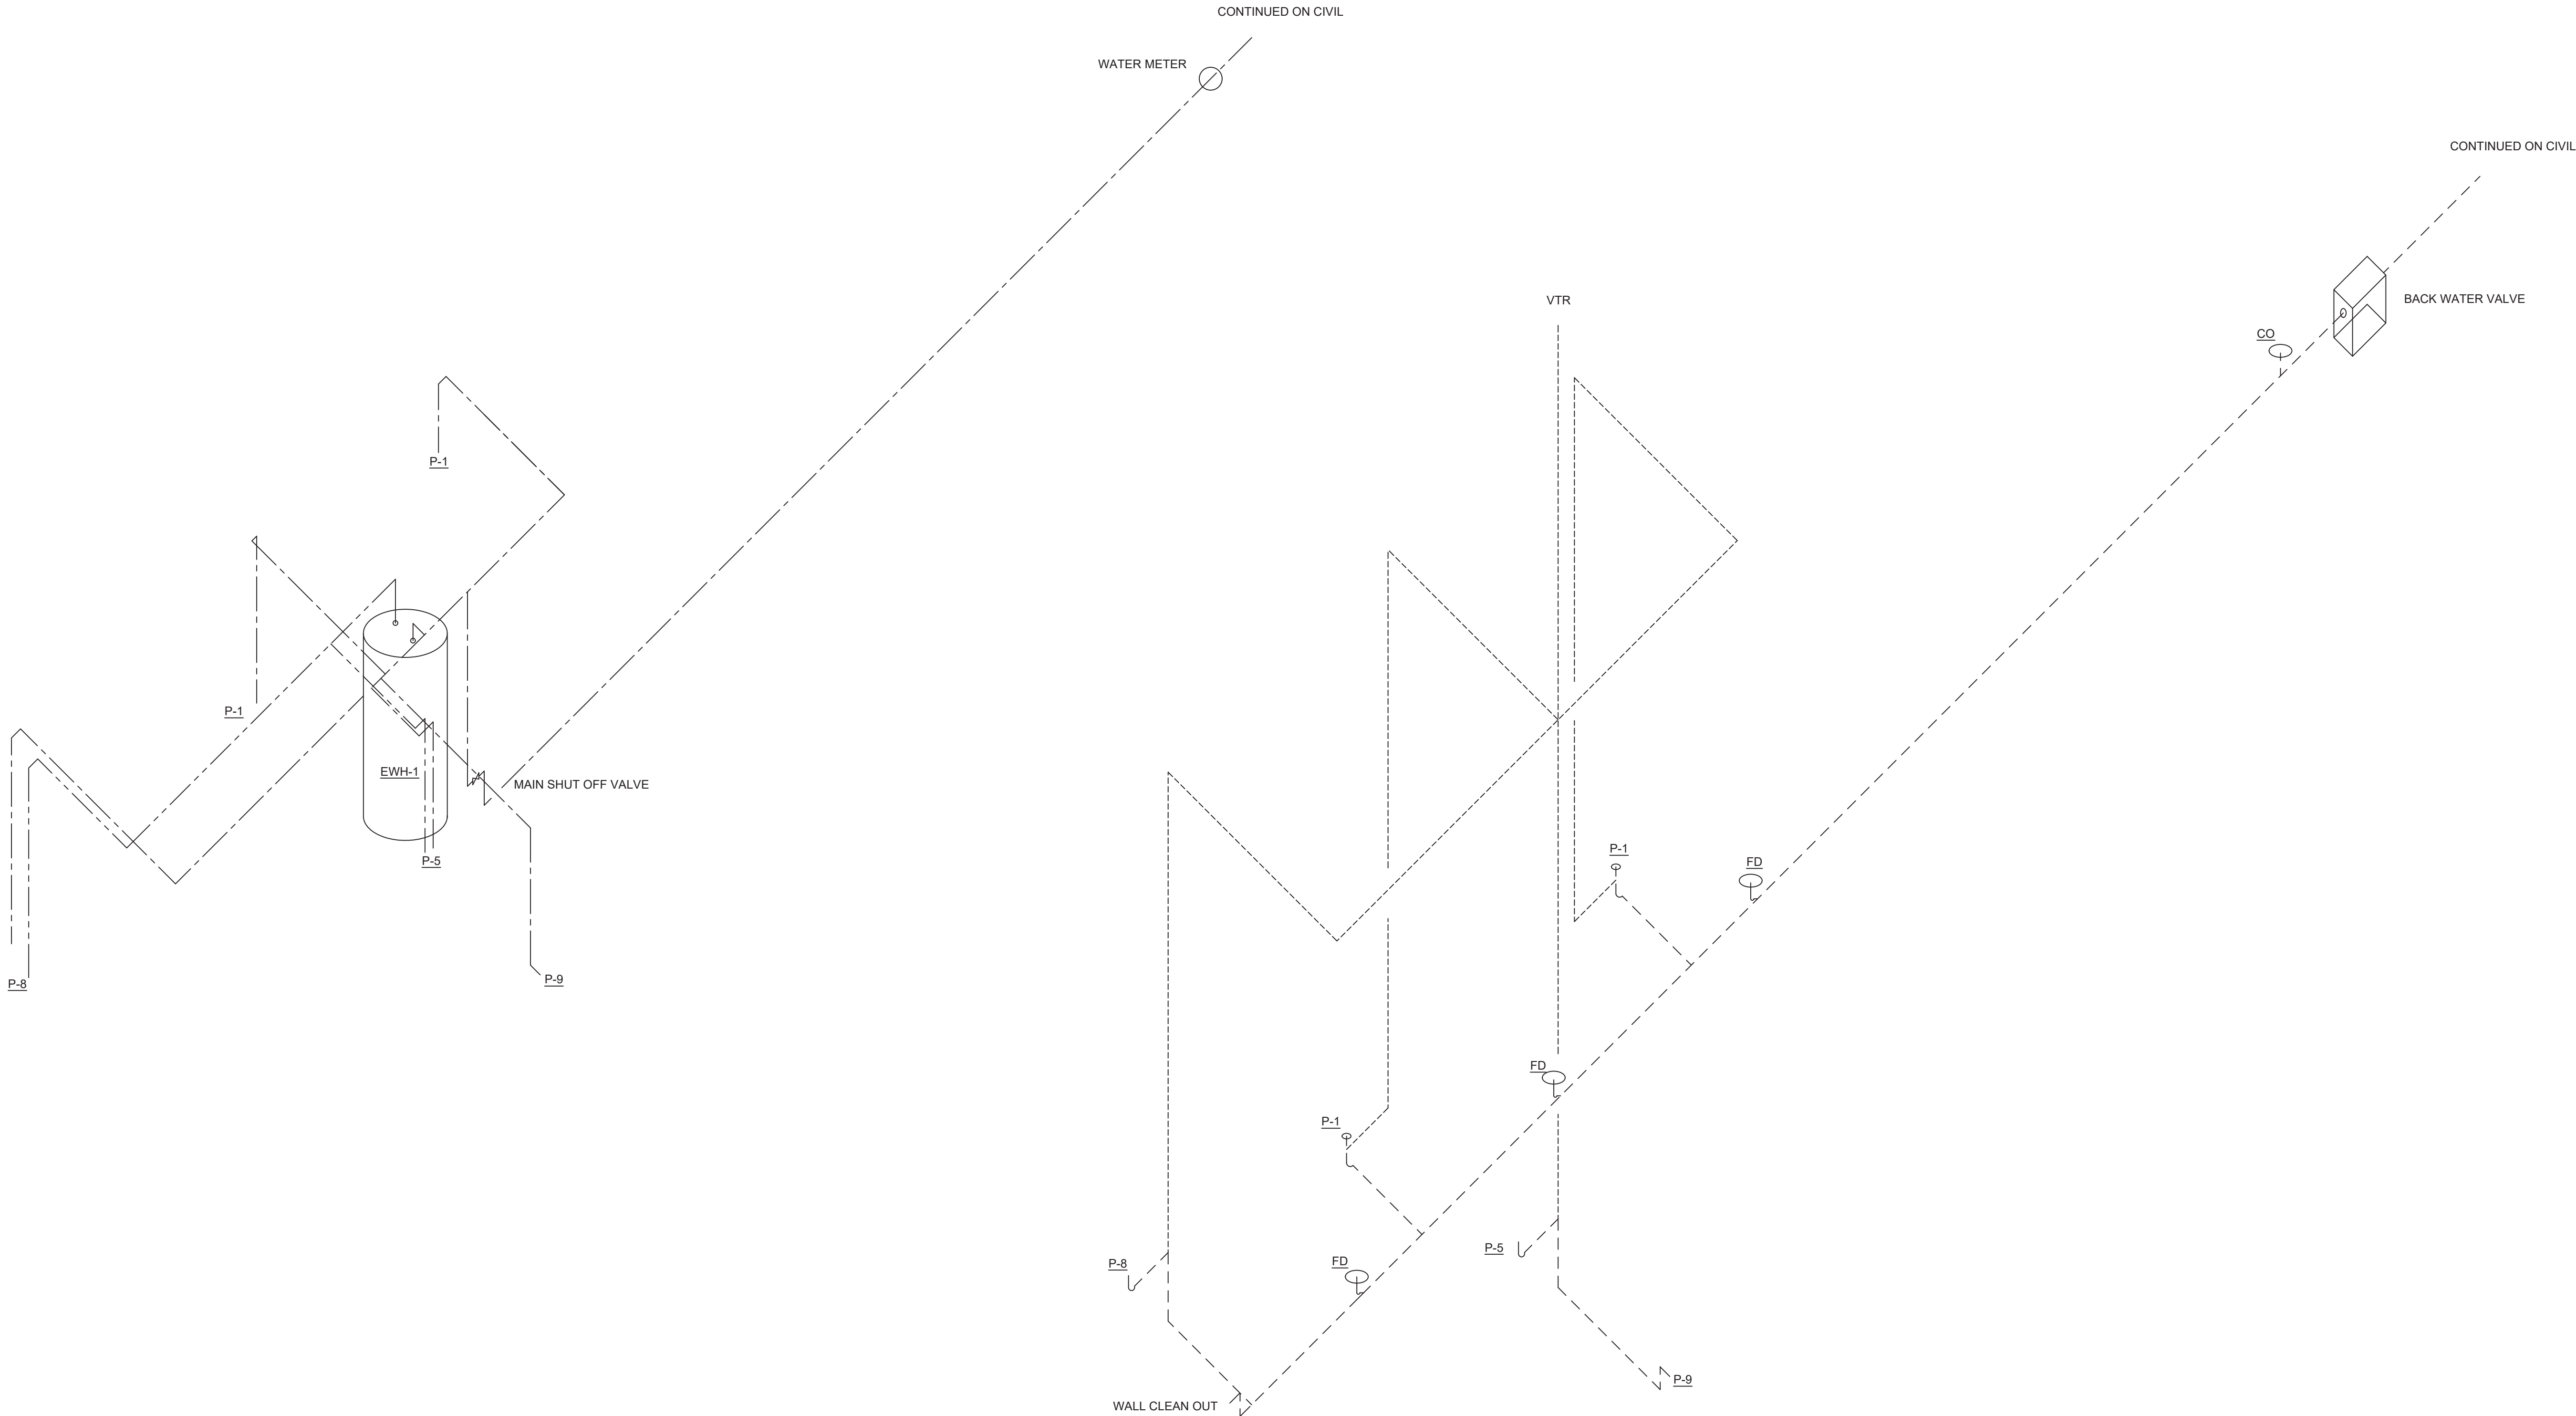 CONTINUED ON CIVIL
WATER METER
CONTINUED ON CIVIL
VTR
BACK WATER VALVE
CO
P-1
P-1
EWH-1
MAIN SHUT OFF VALVE
P-1
FD
P-5
P-8
P-9
FD
P-1
P-5
P-8
FD
P-9
WALL CLEAN OUT